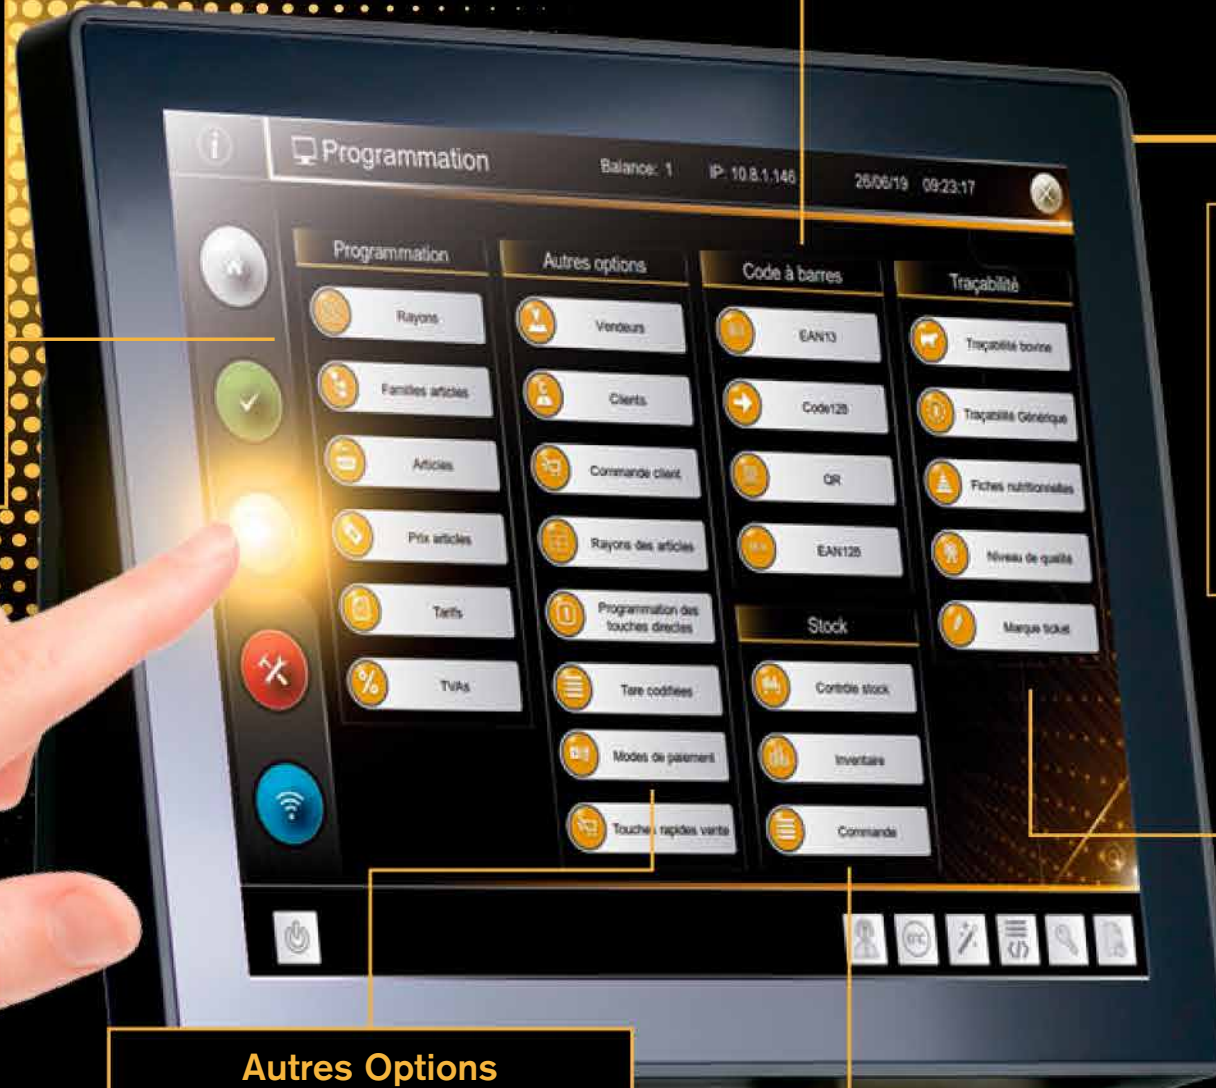 Programmation
Balance: 1
IP: 10.8.1.146
26/06/19 09:23:17
Programmation
Rayons
Familles articles
Articles
Prix articles
Tarifs
TVAs
Autres options
Vendeurs
Clients
Commande client
Rayons des articles
Programmation des
touches directes
Tare codifiées
Modes de paiement
Touches rapides vente
Code à barres
EAN13
Code128
QR
EAN128
Stock
Contrôle stock
Inventaire
Commande
Traçabilité
Traçabilité bovine
Traçabilité Générique
Fiches nutritionnelles
Niveau de qualité
Marque ticket
0°C
</>
Autres Options